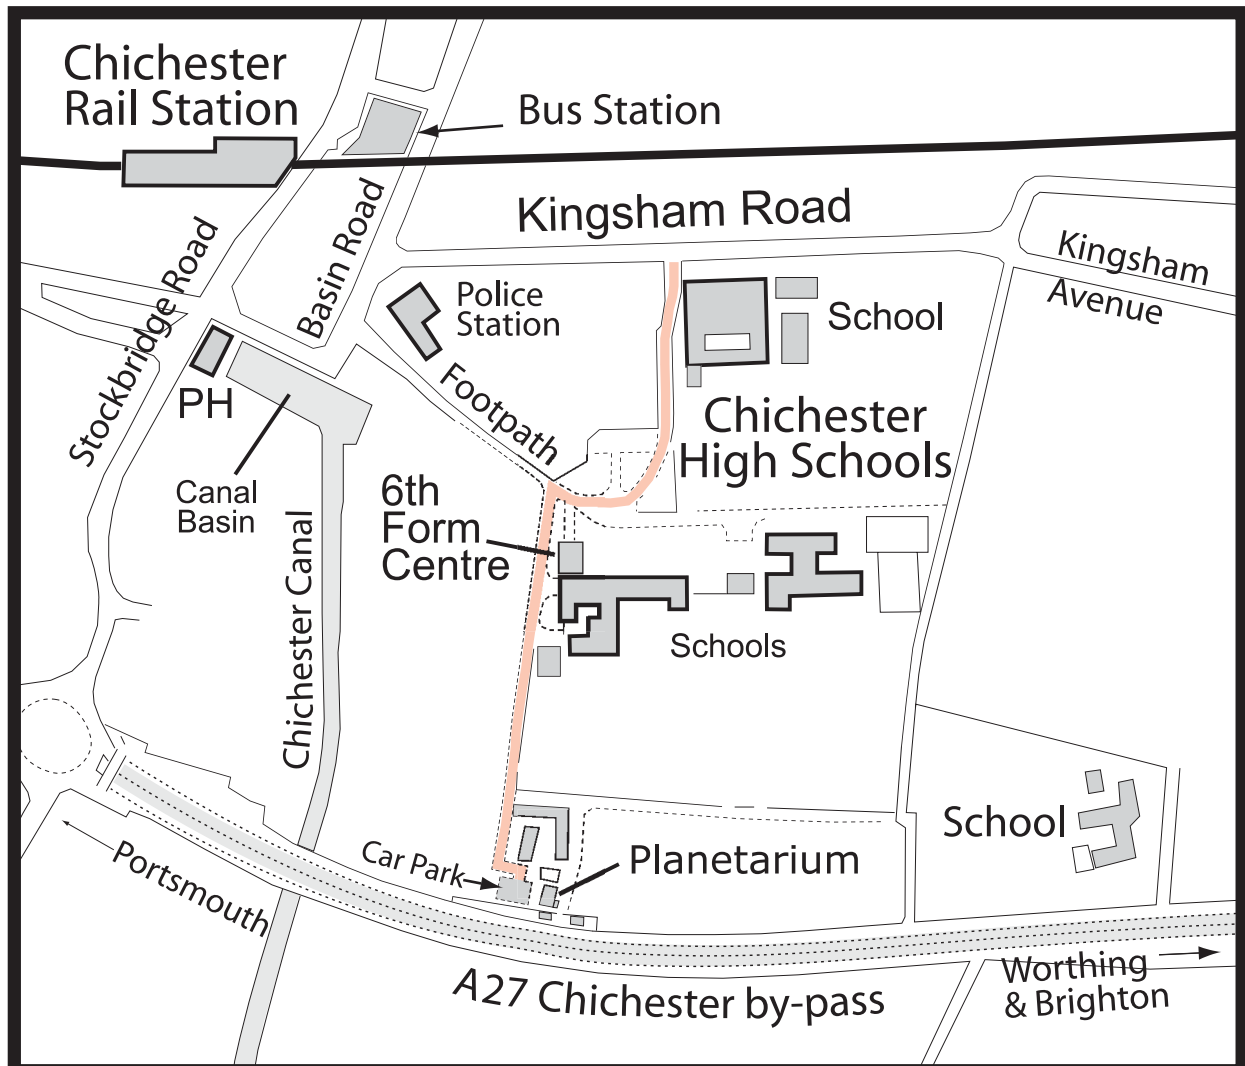 Chichester
Rail Station
Bus Station
Kingsham Road
Kingsham
Avenue
Stockbridge Road
Basin Road
Police
Station
School
PH
Footpath
Chichester
High Schools
Canal
Basin
6th
Form
Centre
Chichester Canal
Schools
School
Car Park
Planetarium
Portsmouth
A27 Chichester by-pass
Worthing
& Brighton